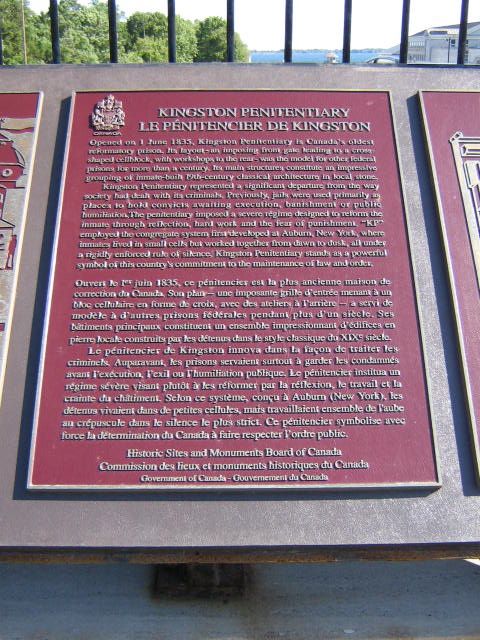 CANADA
KINGSTON PENITENTIARY
LE PÉNITENCIER DE KINGSTON
Opened on 1 June 1835, Kingston Penitentiary is Canada's oldest
reformatory prison. Its layout - an imposing front gate leading to a cross-
shaped cellblock, with workshops to the rear - was the model for other federal
prisons for more than a century. Its main structures constitute an impressive
grouping of inmate-built 19th-century classical architecture in local stone.
Kingston Penitentiary represented a significant departure from the way
society had dealt with its criminals. Previously, jails were used primarily as
places to hold convicts awaiting execution, banishment or public
humiliation. The penitentiary imposed a severe régime designed to reform the
inmate through reflection, hard work and the fear of punishment. "KP"
employed the congregate system first developed at Auburn, New York, where
inmates lived in small cells but worked together from dawn to dusk, all under
a rigidly enforced rule of silence. Kingston Penitentiary stands as a powerful
symbol of this country's commitment to the maintenance of law and order.
Ouvert le 1er juin 1835, ce pénitencier est la plus ancienne maison de
correction du Canada. Son plan — une imposante grille d'entrée menant à un
bloc cellulaire en forme de croix, avec des ateliers à l'arrière — a servi de
modèle à d'autres prisons fédérales pendant plus d'un siècle. Ses
bâtiments principaux constituent un ensemble impressionnant d'édifices en
pierre locale construits par les détenus dans le style classique du XIXe siècle.
Le pénitencier de Kingston innova dans la façon de traiter les
criminels. Auparavant, les prisons servaient surtout à garder les condamnés
avant l'exécution, l'exil ou l'humiliation publique. Le pénitencier institua un
régime sévère visant plutôt à les réformer par la réflexion, le travail et la
crainte du châtiment. Selon ce système, conçu à Auburn (New York), les
détenus vivaient dans de petites cellules, mais travaillaient ensemble de l'aube
au crépuscule dans le silence le plus strict. Ce pénitencier symbolise avec
force la détermination du Canada à faire respecter l'ordre public.
Historic Sites and Monuments Board of Canada
Commission des lieux et monuments historiques du Canada
Government of Canada - Gouvernement du Canada